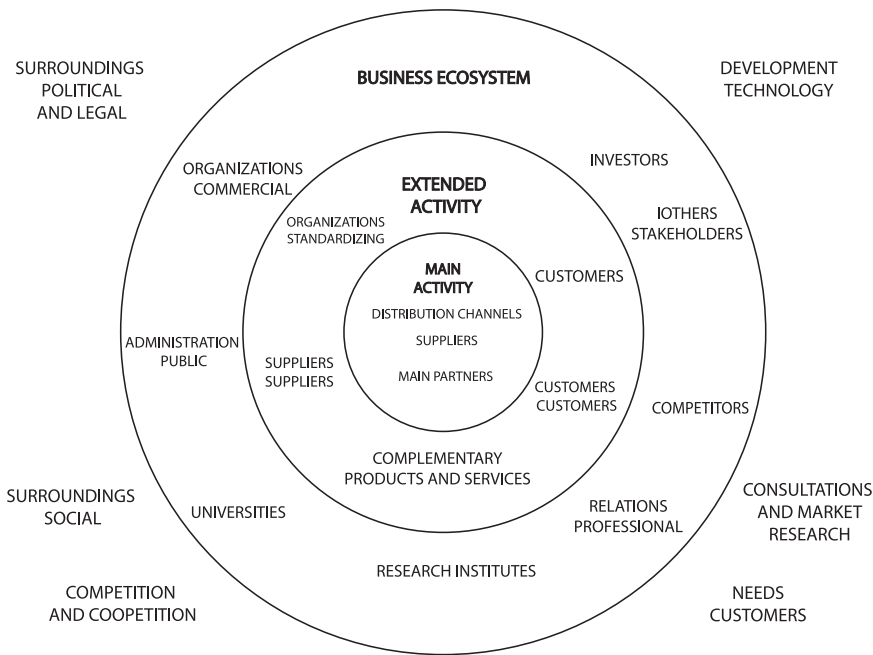 SURROUNDINGS
POLITICAL
AND LEGAL
DEVELOPMENT
TECHNOLOGY
BUSINESS ECOSYSTEM
ORGANIZATIONS
COMMERCIAL
INVESTORS
EXTENDED
ACTIVITY
IOTHERS
STAKEHOLDERS
ORGANIZATIONS
STANDARDIZING
MAIN
ACTIVITY
CUSTOMERS
DISTRIBUTION CHANNELS
SUPPLIERS
MAIN PARTNERS
ADMINISTRATION
PUBLIC
SUPPLIERS
SUPPLIERS
CUSTOMERS
CUSTOMERS
COMPETITORS
COMPLEMENTARY
PRODUCTS AND SERVICES
SURROUNDINGS
SOCIAL
UNIVERSITIES
RELATIONS
PROFESSIONAL
CONSULTATIONS
AND MARKET
RESEARCH
RESEARCH INSTITUTES
COMPETITION
AND COOPETITION
NEEDS
CUSTOMERS